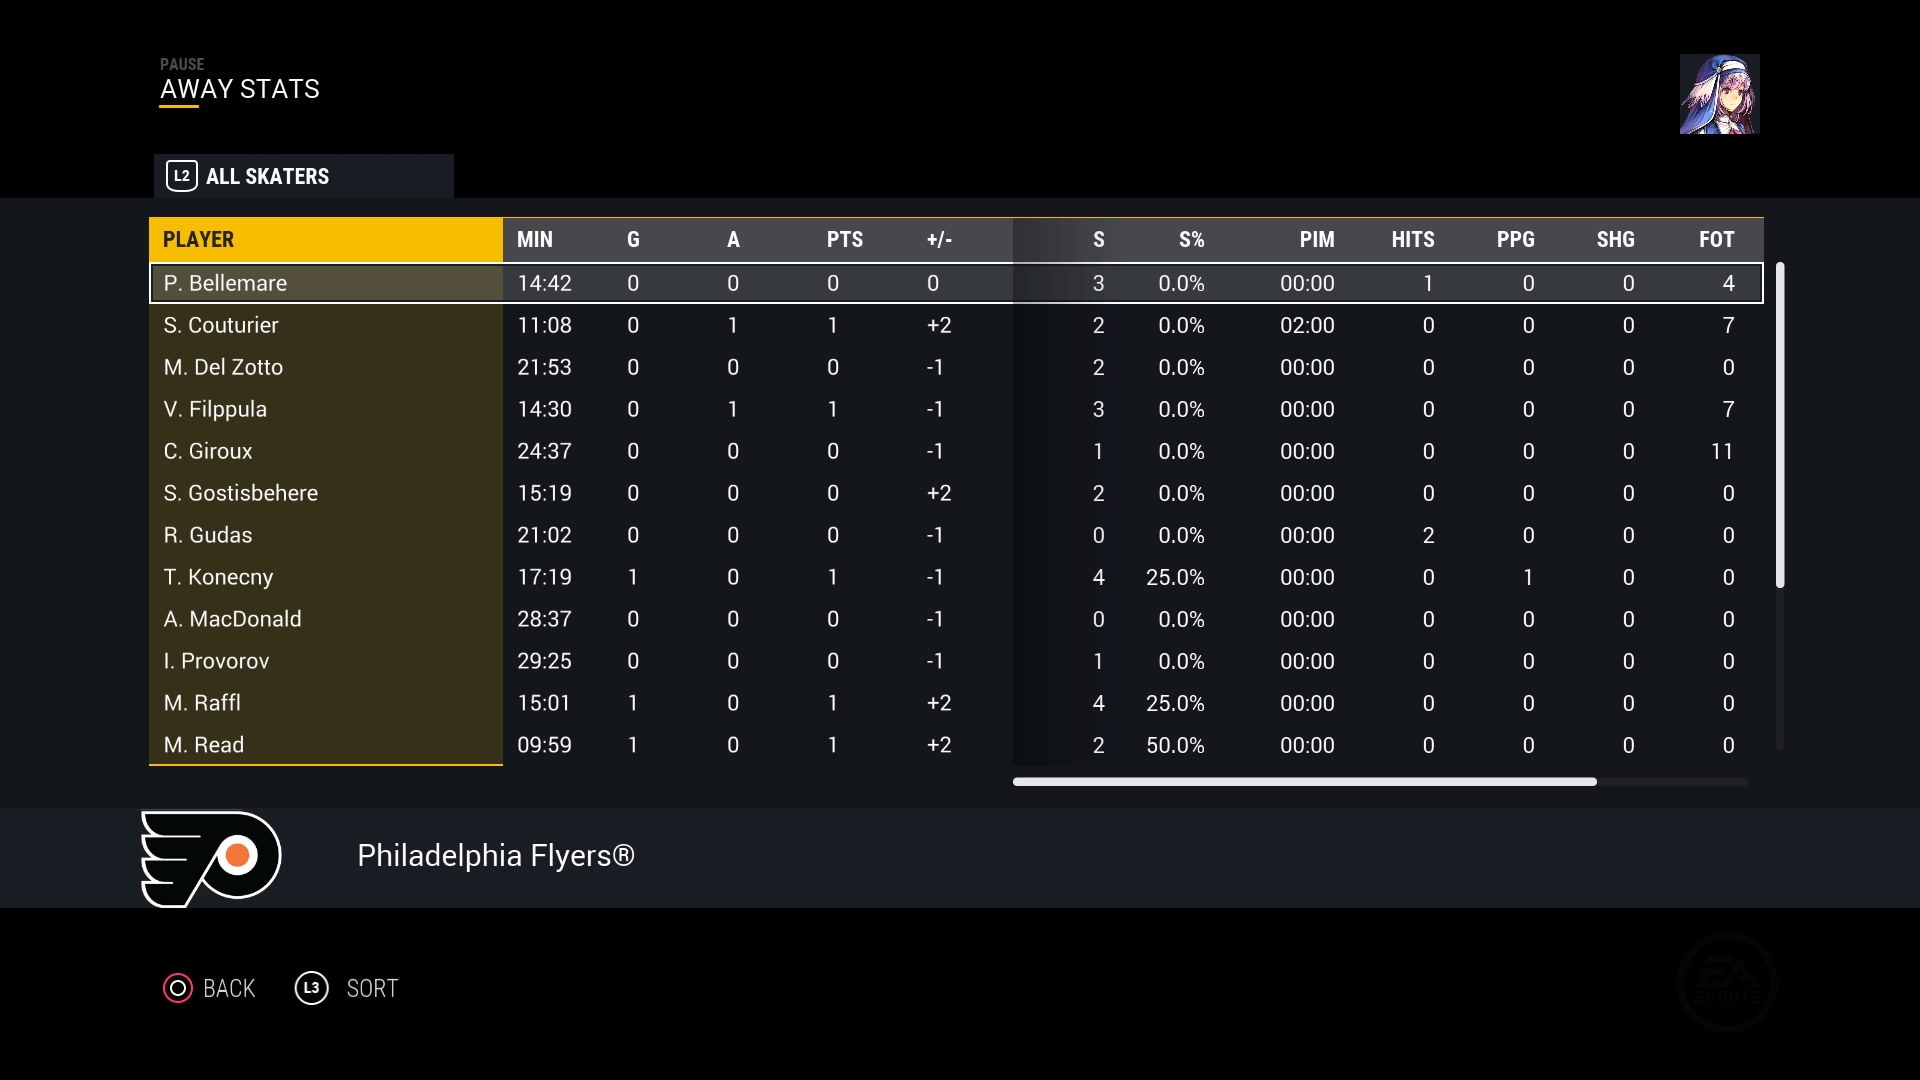 PAUSE
AWAY STATS
L2 ALL SKATERS
PLAYER MIN G A PTS +/- S S% PIM HITS PPG SHG FOT
P. Bellemare 14:42 0 0 0 0 3 0.0% 00:00 1 0 0 4
S. Couturier 11:08 0 1 1 +2 2 0.0% 02:00 0 0 0 7
M. Del Zotto 21:53 0 0 0 -1 2 0.0% 00:00 0 0 0 0
V. Filppula 14:30 0 1 1 -1 3 0.0% 00:00 0 0 0 7
C. Giroux 24:37 0 0 0 -1 1 0.0% 00:00 0 0 0 11
S. Gostisbehere 15:19 0 0 0 +2 2 0.0% 00:00 0 0 0 0
R. Gudas 21:02 0 0 0 -1 0 0.0% 00:00 2 0 0 0
T. Konecny 17:19 1 0 1 -1 4 25.0% 00:00 0 1 0 0
A. MacDonald 28:37 0 0 0 -1 0 0.0% 00:00 0 0 0 0
I. Provorov 29:25 0 0 0 -1 1 0.0% 00:00 0 0 0 0
M. Raffl 15:01 1 0 1 +2 4 25.0% 00:00 0 0 0 0
M. Read 09:59 1 0 1 +2 2 50.0% 00:00 0 0 0 0
Philadelphia Flyers®
BACK L3 SORT
EA
SPORTS